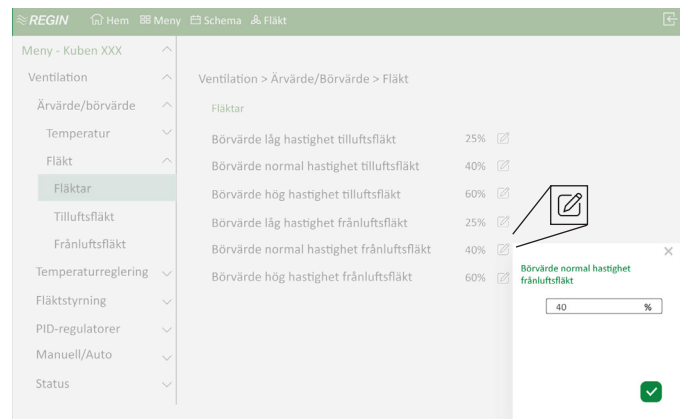 REGIN Hem Meny Schema Fläkt
Meny - Kuben XXX
Ventilation
Ärvärde/börvärde
Temperatur
Fläkt
Fläktar
Tilluftsfläkt
Frånluftsfläkt
Temperaturreglering
Fläktstyrning
PID-regulatorer
Manuell/Auto
Status
Ventilation > Ärvärde/Börvärde > Fläkt
Fläktar
Börvärde låg hastighet tilluftsfläkt 25%
Börvärde normal hastighet tilluftsfläkt 40%
Börvärde hög hastighet tilluftsfläkt 60%
Börvärde låg hastighet frånluftsfläkt 25%
Börvärde normal hastighet frånluftsfläkt 40%
Börvärde hög hastighet frånluftsfläkt 60%
Börvärde normal hastighet
frånluftsfläkt
40 %